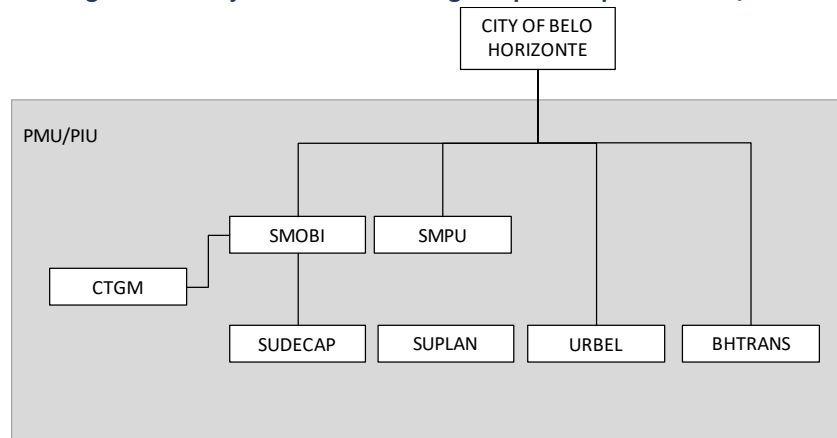 CITY OF BELO
HORIZONTE
PMU/PIU
SMOBI
SMPU
CTGM
SUDECAP
SUPLAN
URBEL
BHTRANS